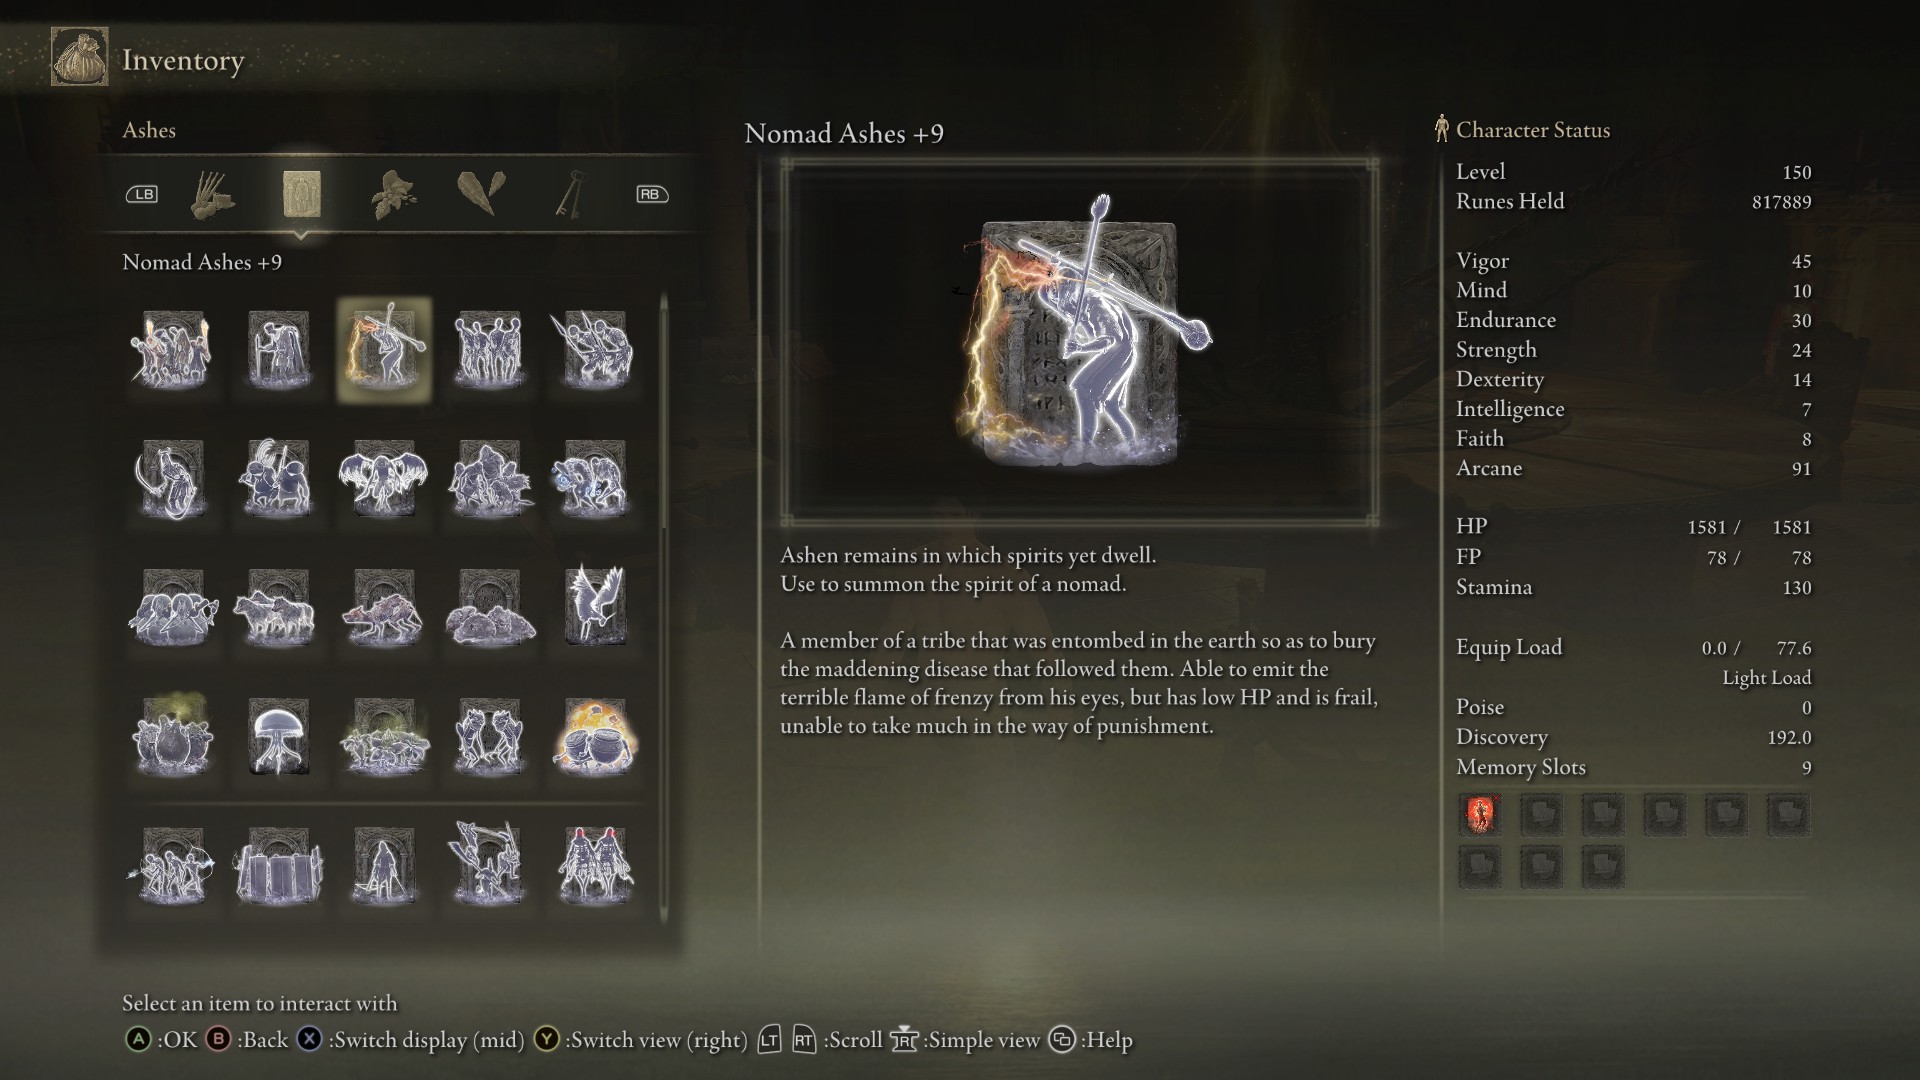 Inventory
Ashes
LB
RB
Nomad Ashes +9
Nomad Ashes +9
Ashen remains in which spirits yet dwell.
Use to summon the spirit of a nomad.
A member of a tribe that was entombed in the earth so as to bury
the maddening disease that followed them. Able to emit the
terrible flame of frenzy from his eyes, but has low HP and is frail,
unable to take much in the way of punishment.
Character Status
Level 150
Runes Held 817889
Vigor 45
Mind 10
Endurance 30
Strength 24
Dexterity 14
Intelligence 7
Faith 8
Arcane 91
HP 1581 / 1581
FP 78 / 78
Stamina 130
Equip Load 0.0 / 77.6
Light Load
Poise 0
Discovery 192.0
Memory Slots 9
Select an item to interact with
A :OK B :Back X :Switch display (mid) Y :Switch view (right) LT RT :Scroll R :Simple view :Help